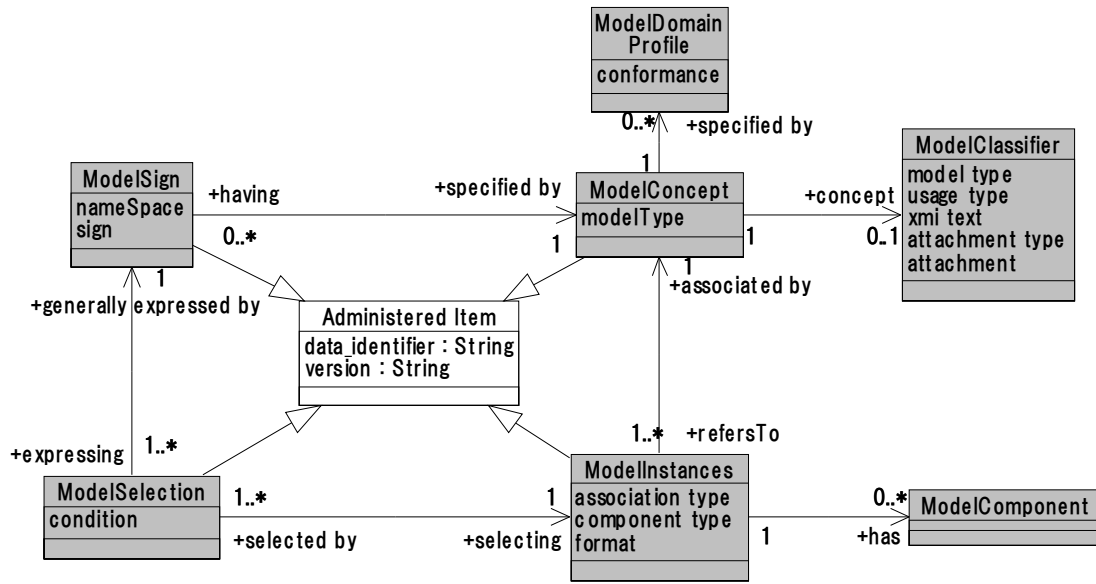 ModelDomain
Profile
conformance
0..*
+specified by
1
ModelSign
nameSpace
sign
+having
0..*
+specified by
1
ModelConcept
modelType
+concept
1
0..1
ModelClassifier
model type
usage type
xmi text
attachment type
attachment
1
+generally expressed by
1
+associated by
Administered Item
data_identifier : String
version : String
1..*
+expressing
1..*
+refersTo
ModelSelection
condition
1..*
+selected by
1
+selecting
ModelInstances
association type
component type
format
1
0..*
+has
ModelComponent